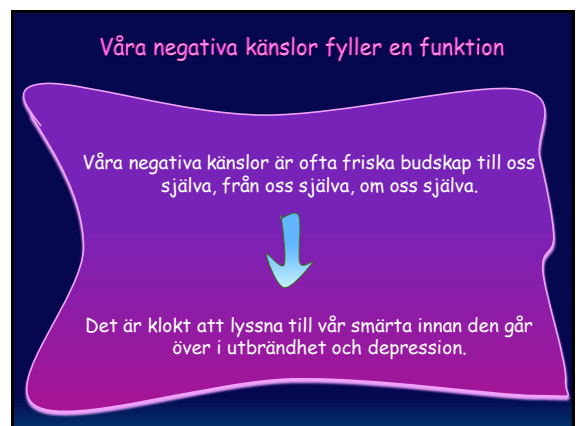 Våra negativa känslor fyller en funktion
Våra negativa känslor är ofta friska budskap till oss
själva, från oss själva, om oss själva.
Det är klokt att lyssna till vår smärta innan den går
över i utbrändhet och depression.